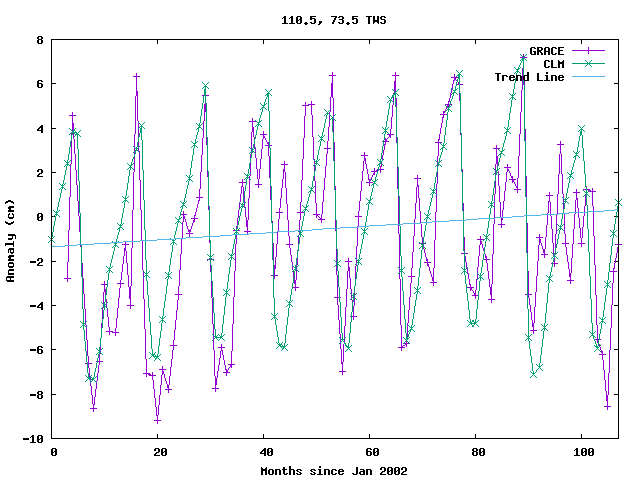 110.5, 73.5 TWS
GRACE
CLM
Trend Line
Anomaly (cm)
8
6
4
2
0
-2
-4
-6
-8
-10
0 20 40 60 80 100
Months since Jan 2002